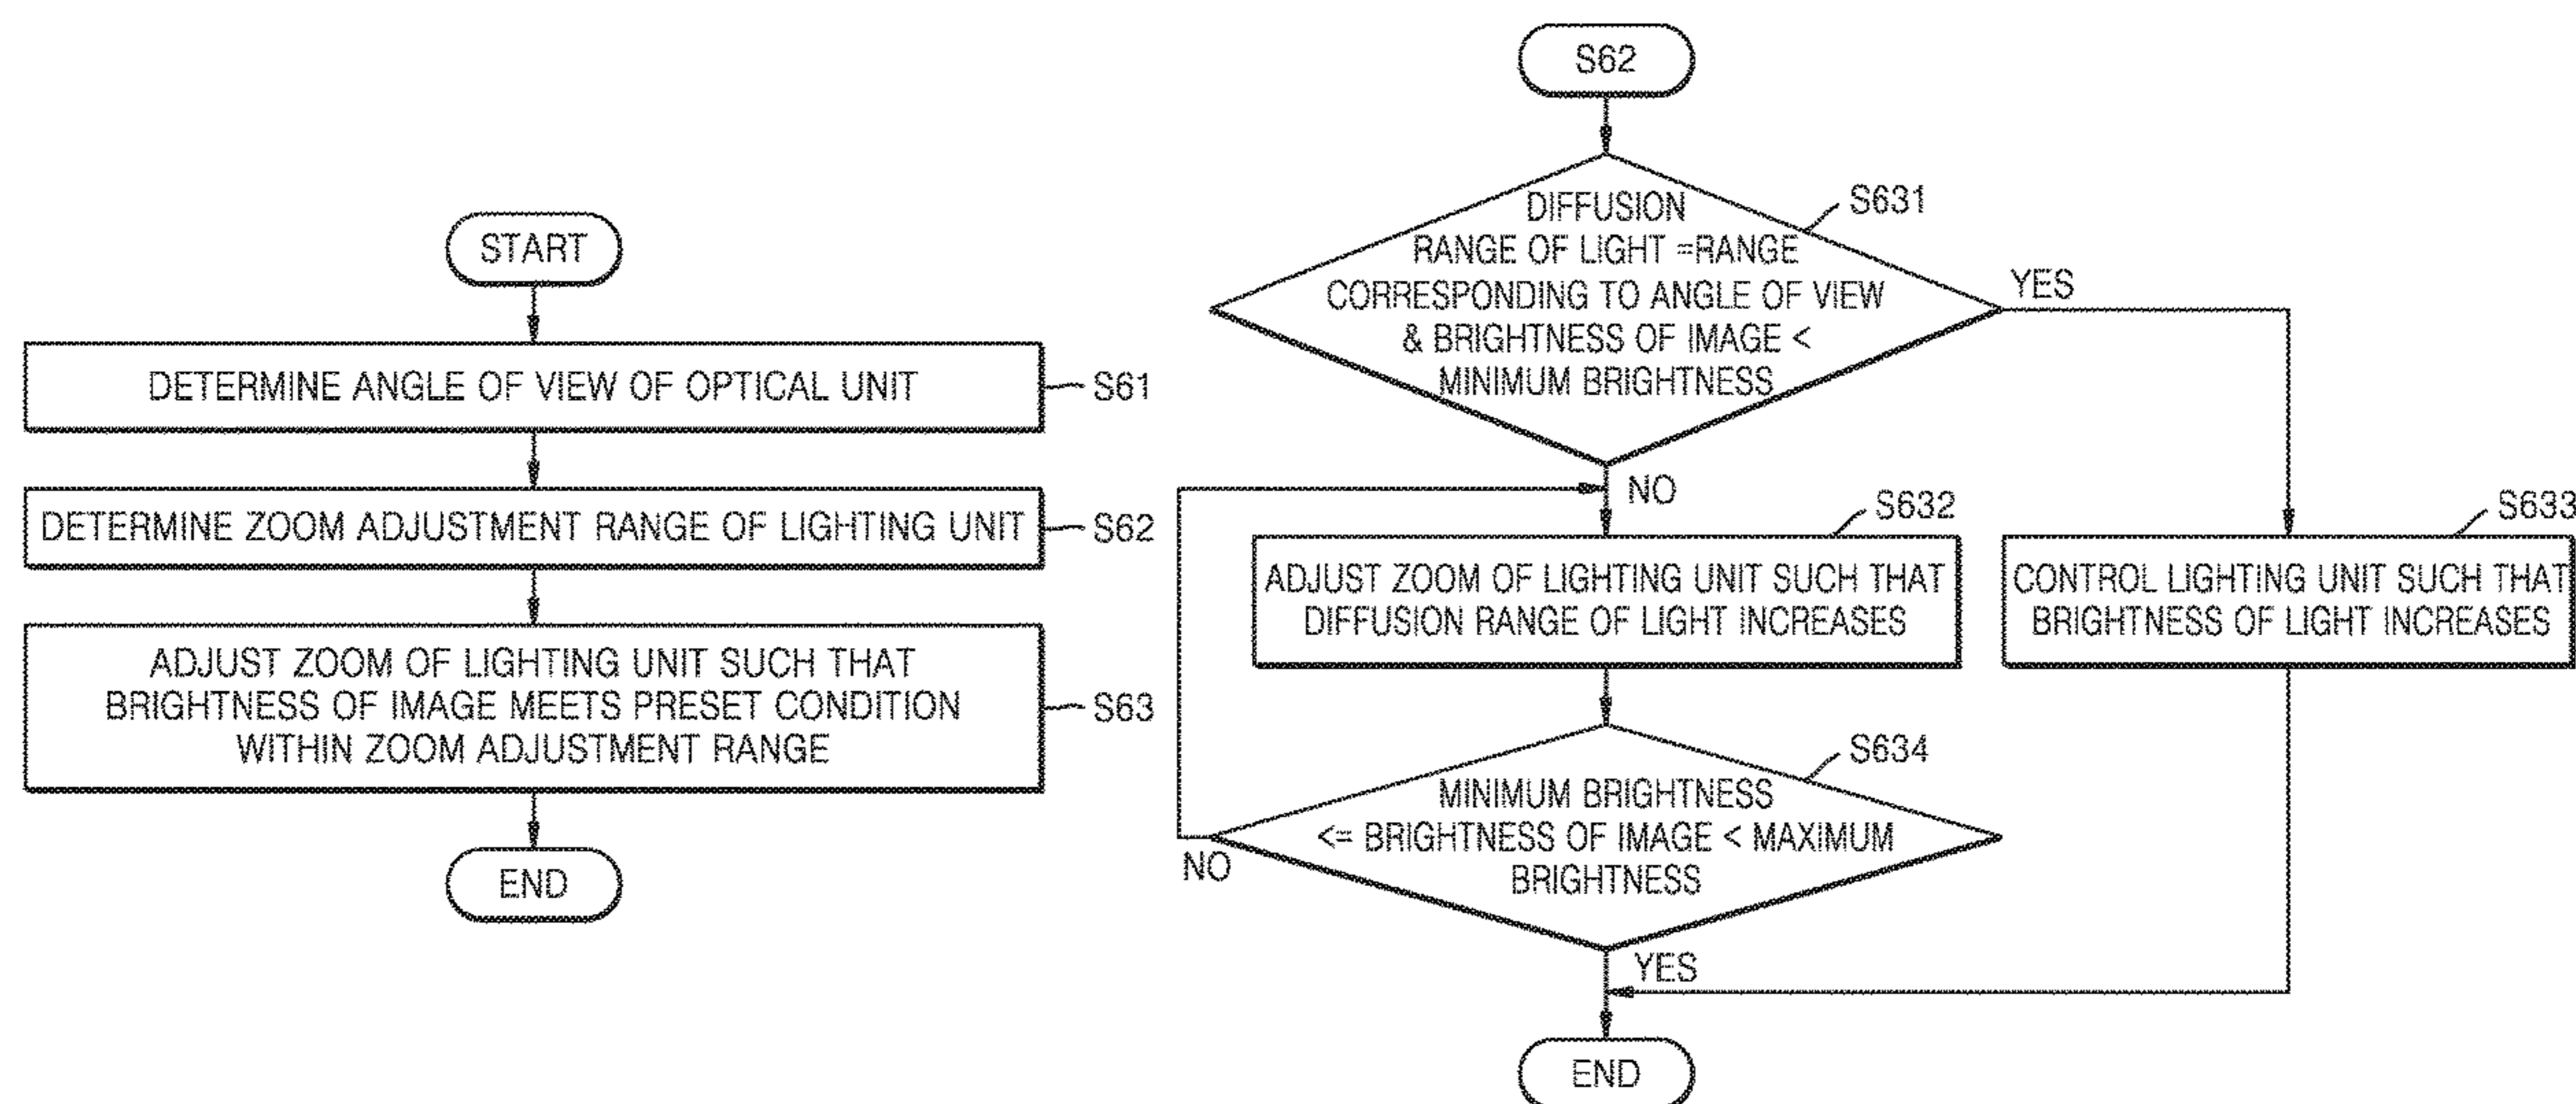 START
DETERMINE ANGLE OF VIEW OF OPTICAL UNIT
S61
DETERMINE ZOOM ADJUSTMENT RANGE OF LIGHTING UNIT
S62
ADJUST ZOOM OF LIGHTING UNIT SUCH THAT
BRIGHTNESS OF IMAGE MEETS PRESET CONDITION
WITHIN ZOOM ADJUSTMENT RANGE
S63
END
S62
DIFFUSION
RANGE OF LIGHT =RANGE
CORRESPONDING TO ANGLE OF VIEW
& BRIGHTNESS OF IMAGE <
MINIMUM BRIGHTNESS
S631
YES
NO
S632
ADJUST ZOOM OF LIGHTING UNIT SUCH THAT
DIFFUSION RANGE OF LIGHT INCREASES
S633
CONTROL LIGHTING UNIT SUCH THAT
BRIGHTNESS OF LIGHT INCREASES
S634
MINIMUM BRIGHTNESS
<= BRIGHTNESS OF IMAGE < MAXIMUM
BRIGHTNESS
NO
YES
END